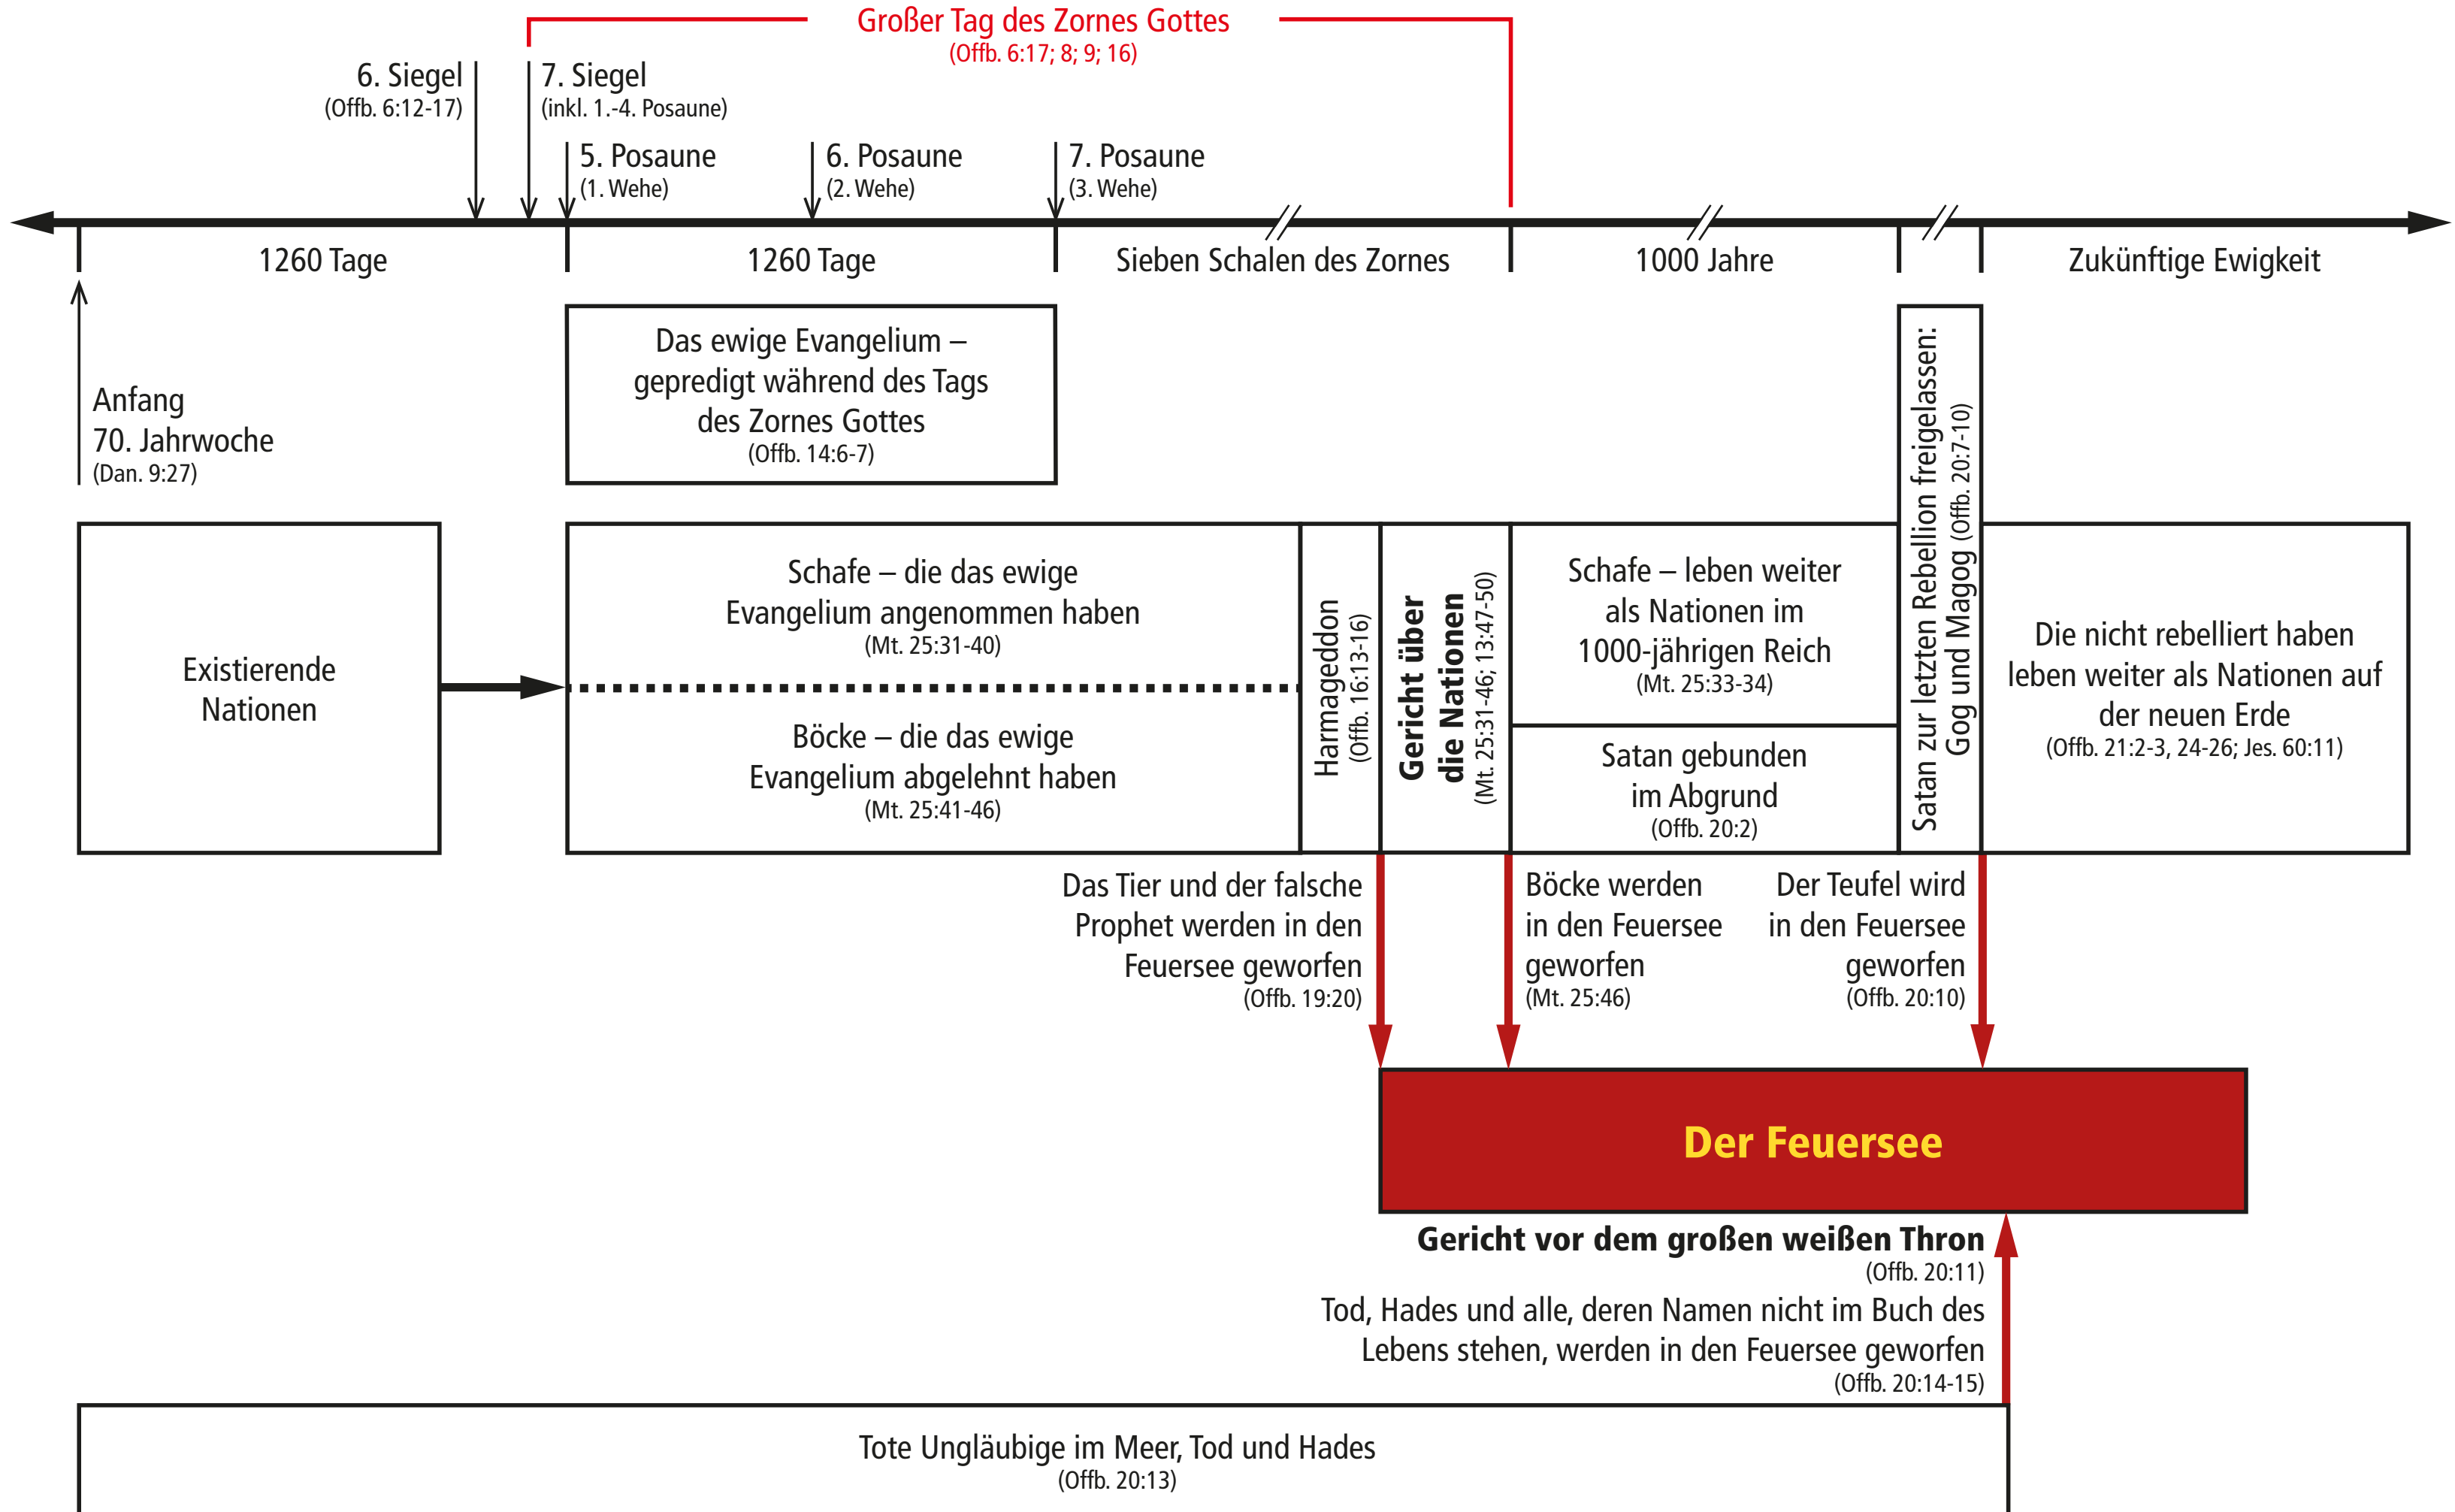 Großer Tag des Zornes Gottes
(Offb. 6:17; 8; 9; 16)
6. Siegel
(Offb. 6:12-17)
7. Siegel
(inkl. 1.-4. Posaune)
5. Posaune
(1. Wehe)
6. Posaune
(2. Wehe)
7. Posaune
(3. Wehe)
1260 Tage
1260 Tage
Sieben Schalen des Zornes
1000 Jahre
Zukünftige Ewigkeit
Anfang
70. Jahrwoche
(Dan. 9:27)
Das ewige Evangelium –
gepredigt während des Tags
des Zornes Gottes
(Offb. 14:6-7)
Existierende
Nationen
Schafe – die das ewige
Evangelium angenommen haben
(Mt. 25:31-40)
Böcke – die das ewige
Evangelium abgelehnt haben
(Mt. 25:41-46)
Harmageddon
(Offb. 16:13-16)
Gericht über
die Nationen
(Mt. 25:31-46; 13:47-50)
Schafe – leben weiter
als Nationen im
1000-jährigen Reich
(Mt. 25:33-34)
Satan gebunden
im Abgrund
(Offb. 20:2)
Satan zur letzten Rebellion freigelassen:
Gog und Magog (Offb. 20:7-10)
Die nicht rebelliert haben
leben weiter als Nationen auf
der neuen Erde
(Offb. 21:2-3, 24-26; Jes. 60:11)
Das Tier und der falsche
Prophet werden in den
Feuersee geworfen
(Offb. 19:20)
Böcke werden
in den Feuersee
geworfen
(Mt. 25:46)
Der Teufel wird
in den Feuersee
geworfen
(Offb. 20:10)
Der Feuersee
Gericht vor dem großen weißen Thron
(Offb. 20:11)
Tod, Hades und alle, deren Namen nicht im Buch des
Lebens stehen, werden in den Feuersee geworfen
(Offb. 20:14-15)
Tote Ungläubige im Meer, Tod und Hades
(Offb. 20:13)